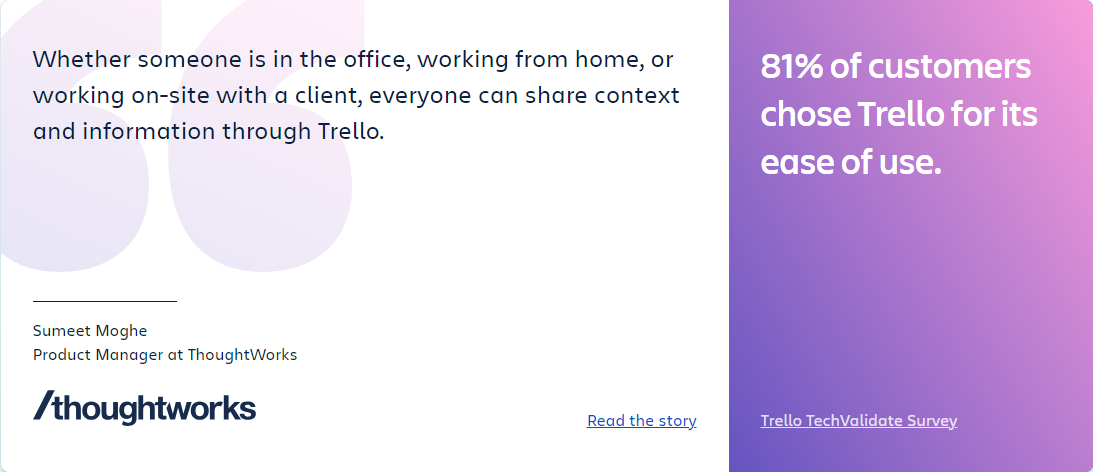 Whether someone is in the office, working from home, or
working on-site with a client, everyone can share context
and information through Trello.
Sumeet Moghe
Product Manager at ThoughtWorks
/thoughtworks
Read the story
81% of customers
chose Trello for its
ease of use.
Trello TechValidate Survey